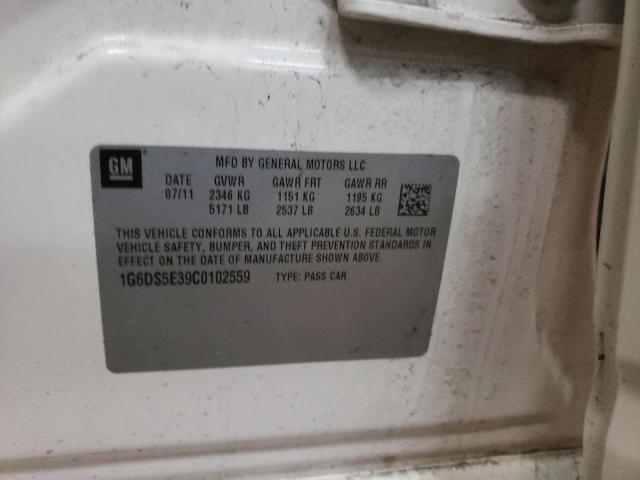 GM
MFD BY GENERAL MOTORS LLC
DATE GVWR GAWR FRT GAWR RR
07/11 2346 KG 1151 KG 1195 KG
5171 LB 2537 LB 2634 LB
THIS VEHICLE CONFORMS TO ALL APPLICABLE U.S. FEDERAL MOTOR
VEHICLE SAFETY, BUMPER, AND THEFT PREVENTION STANDARDS IN
EFFECT ON THE DATE OF MANUFACTURE SHOWN ABOVE.
1G6DS5E39C0102559 TYPE: PASS CAR